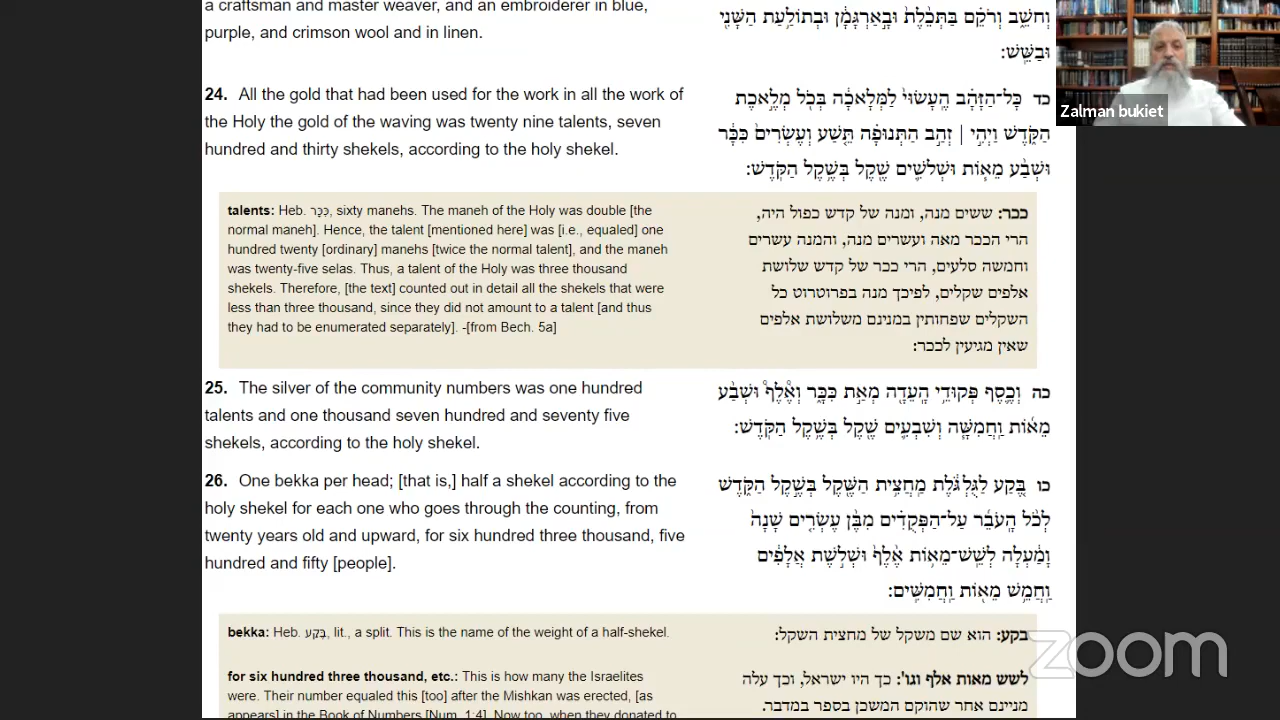 a craftsman and master weaver, and an embroiderer in blue,
purple, and crimson wool and in linen.
וְחֹשֵׁ֑ב וְרֹקֵ֗ם בַּתְּכֵ֙לֶת֙ וּבָֽאַרְגָּמָ֔ן וּבְתוֹלַ֥עַת הַשָּׁנִ֖י
וּבַשֵּֽׁשׁ:
24. All the gold that had been used for the work in all the work of
the Holy the gold of the waving was twenty nine talents, seven
hundred and thirty shekels, according to the holy shekel.
כד כָּל־הַזָּהָ֗ב הֶֽעָשׂוּי֙ לַמְּלָאכָ֔ה בְּכֹ֖ל מְלֶ֣אכֶת
הַקֹּ֑דֶשׁ וַיְהִ֣י | זְהַ֣ב הַתְּנוּפָ֗ה תֵּ֤שַׁע וְעֶשְׂרִים֙ כִּכָּ֔ר
וּשְׁבַ֨ע מֵא֧וֹת וּשְׁלֹשִׁ֛ים שֶׁ֖קֶל בְּשֶׁ֥קֶל הַקֹּֽדֶשׁ:
talents: Heb. כִּכָּר, sixty manehs. The maneh of the Holy was double [the
normal maneh]. Hence, the talent [mentioned here] was [i.e., equaled] one
hundred twenty [ordinary] manehs [twice the normal talent], and the maneh
was twenty-five selas. Thus, a talent of the Holy was three thousand
shekels. Therefore, [the text] counted out in detail all the shekels that were
less than three thousand, since they did not amount to a talent [and thus
they had to be enumerated separately]. -[from Bech. 5a]
ככר: ששים מנה, ומנה של קדש כפול היה,
הרי הככר מאה ועשרים מנה, והמנה עשרים
וחמשה סלעים, הרי ככר של קדש שלושת
אלפים שקלים, לפיכך מנה בפרוטרוט כל
השקלים שפחותין במנינם משלושת אלפים
שאין מגיעין לככר:
25. The silver of the community numbers was one hundred
talents and one thousand seven hundred and seventy five
shekels, according to the holy shekel.
כה וְכֶ֛סֶף פְּקוּדֵ֥י הָֽעֵדָ֖ה מְאַ֣ת כִּכָּ֑ר וְאֶ֩לֶף֩ וּשְׁבַ֨ע
מֵא֜וֹת וַֽחֲמִשָּׁ֧ה וְשִׁבְעִ֛ים שֶׁ֖קֶל בְּשֶׁ֥קֶל הַקֹּֽדֶשׁ:
26. One bekka per head; [that is,] half a shekel according to the
holy shekel for each one who goes through the counting, from
twenty years old and upward, for six hundred three thousand, five
hundred and fifty [people].
כו בֶּ֚קַע לַגֻּלְגֹּ֔לֶת מַֽחֲצִ֥ית הַשֶּׁ֖קֶל בְּשֶׁ֣קֶל הַקֹּ֑דֶשׁ
לְכֹ֨ל הָֽעֹבֵ֜ר עַל־הַפְּקֻדִ֗ים מִבֶּ֨ן עֶשְׂרִ֤ים שָׁנָה֙
וָמַ֔עְלָה לְשֵֽׁשׁ־מֵא֥וֹת אֶ֙לֶף֙ וּשְׁלֹ֣שֶׁת אֲלָפִ֔ים
וַֽחֲמֵ֥שׁ מֵא֖וֹת וַֽחֲמִשִּֽׁים:
bekka: Heb. בֶּקַע, lit., a split. This is the name of the weight of a half-shekel.
בקע: הוא שם משקל של מחצית השקל:
for six hundred three thousand, etc.: This is how many the Israelites
were. Their number equaled this [too] after the Mishkan was erected, [as
appears] in the Book of Numbers [Num. 1:4]. Now too, when they donated to
לשש מאות אלף וגו': כך היו ישראל, וכך עלה
מניינם אחר שהוקם המשכן בספר במדבר.
Zalman bukiet
zoom